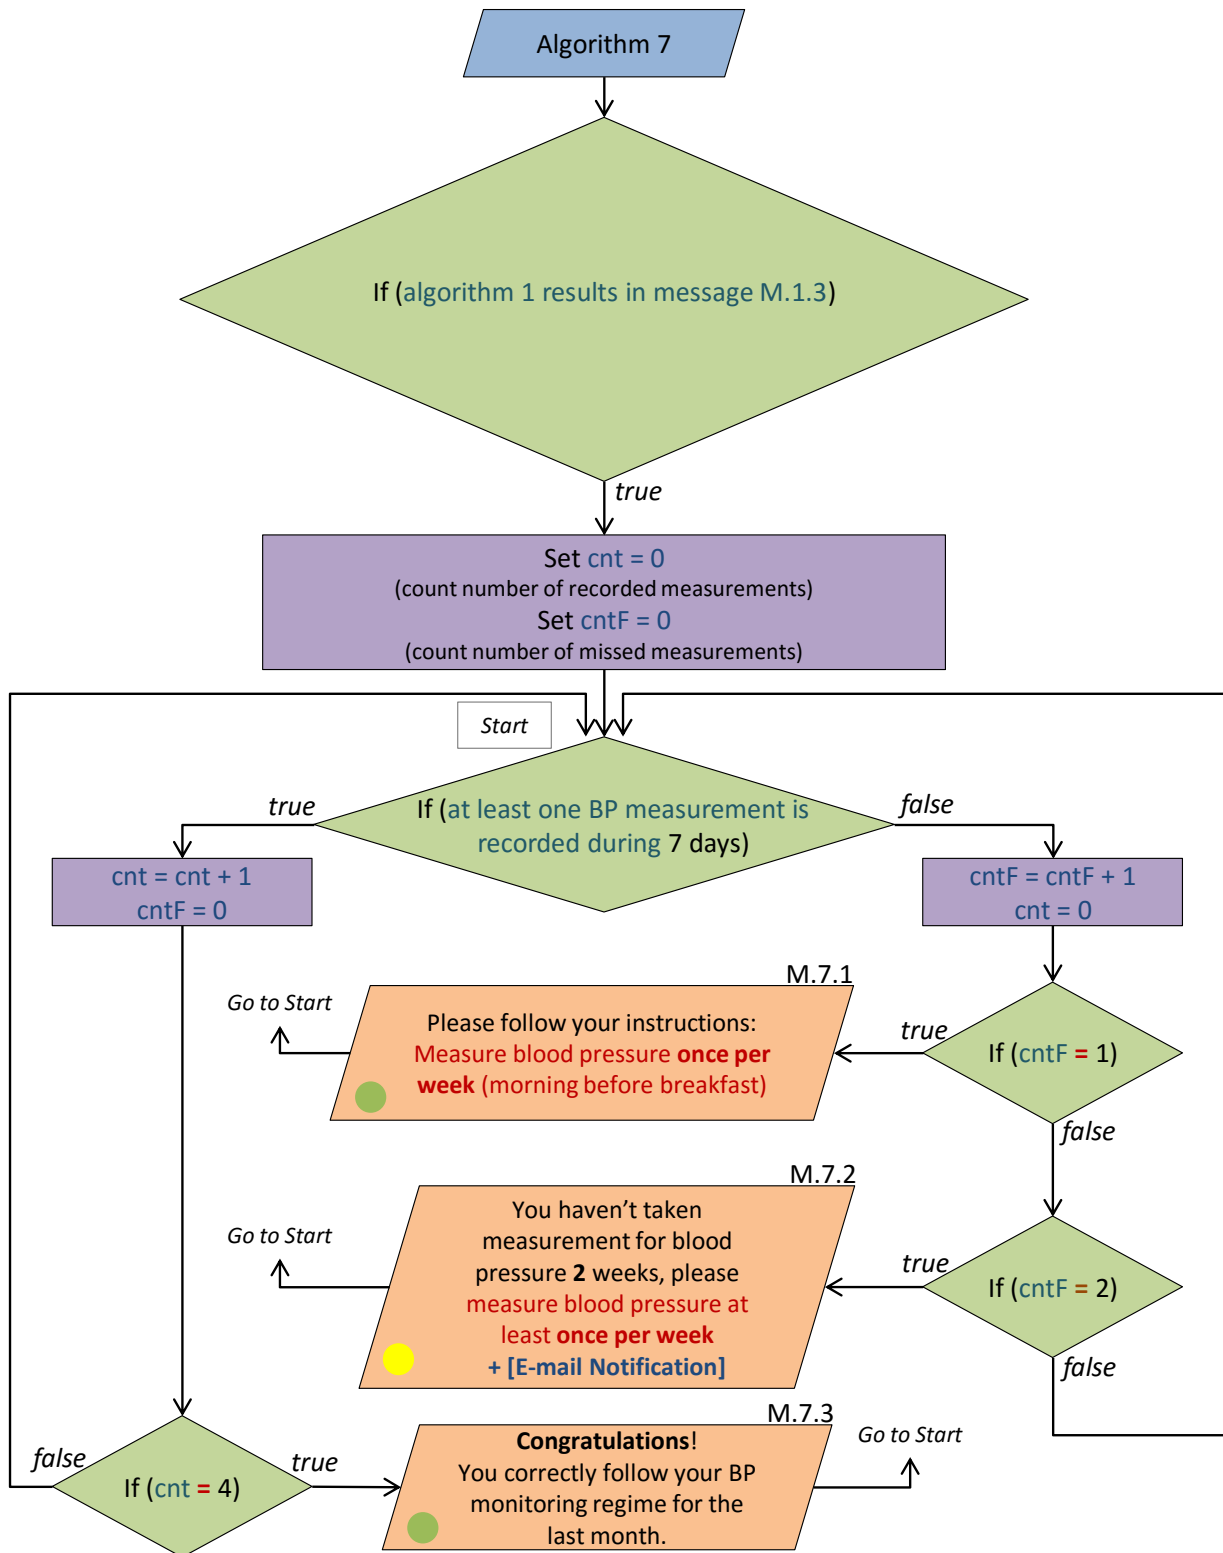 Algorithm 7
If (algorithm 1 results in message M.1.3)
true
Set cnt = 0
(count number of recorded measurements)
Set cntF = 0
(count number of missed measurements)
Start
true
If (at least one BP measurement is
recorded during 7 days)
false
cnt = cnt + 1
cntF = 0
cntF = cntF + 1
cnt = 0
M.7.1
Go to Start
Please follow your instructions:
Measure blood pressure once per
week (morning before breakfast)
true
If (cntF = 1)
false
M.7.2
Go to Start
You haven’t taken
measurement for blood
pressure 2 weeks, please
measure blood pressure at
least once per week
+ [E-mail Notification]
true
If (cntF = 2)
false
M.7.3
false
If (cnt = 4)
true
Congratulations!
You correctly follow your BP
monitoring regime for the
last month.
Go to Start